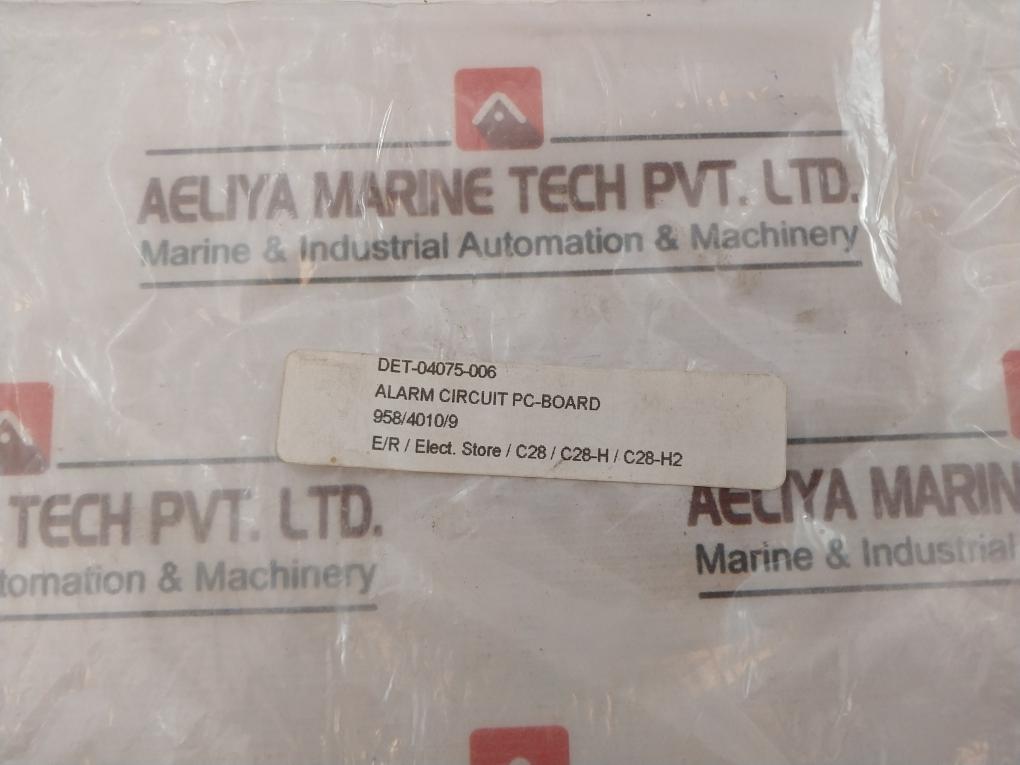 AELIYA MARINE TECH PVT. LTD.
Marine & Industrial Automation & Machinery
DET-04075-006
ALARM CIRCUIT PC-BOARD
958/4010/9
E/R / Elect. Store / C28 / C28-H / C28-H2
TECH PVT. LTD.
tomation & Machinery
AELIYA MARIN
Marine & Industrial